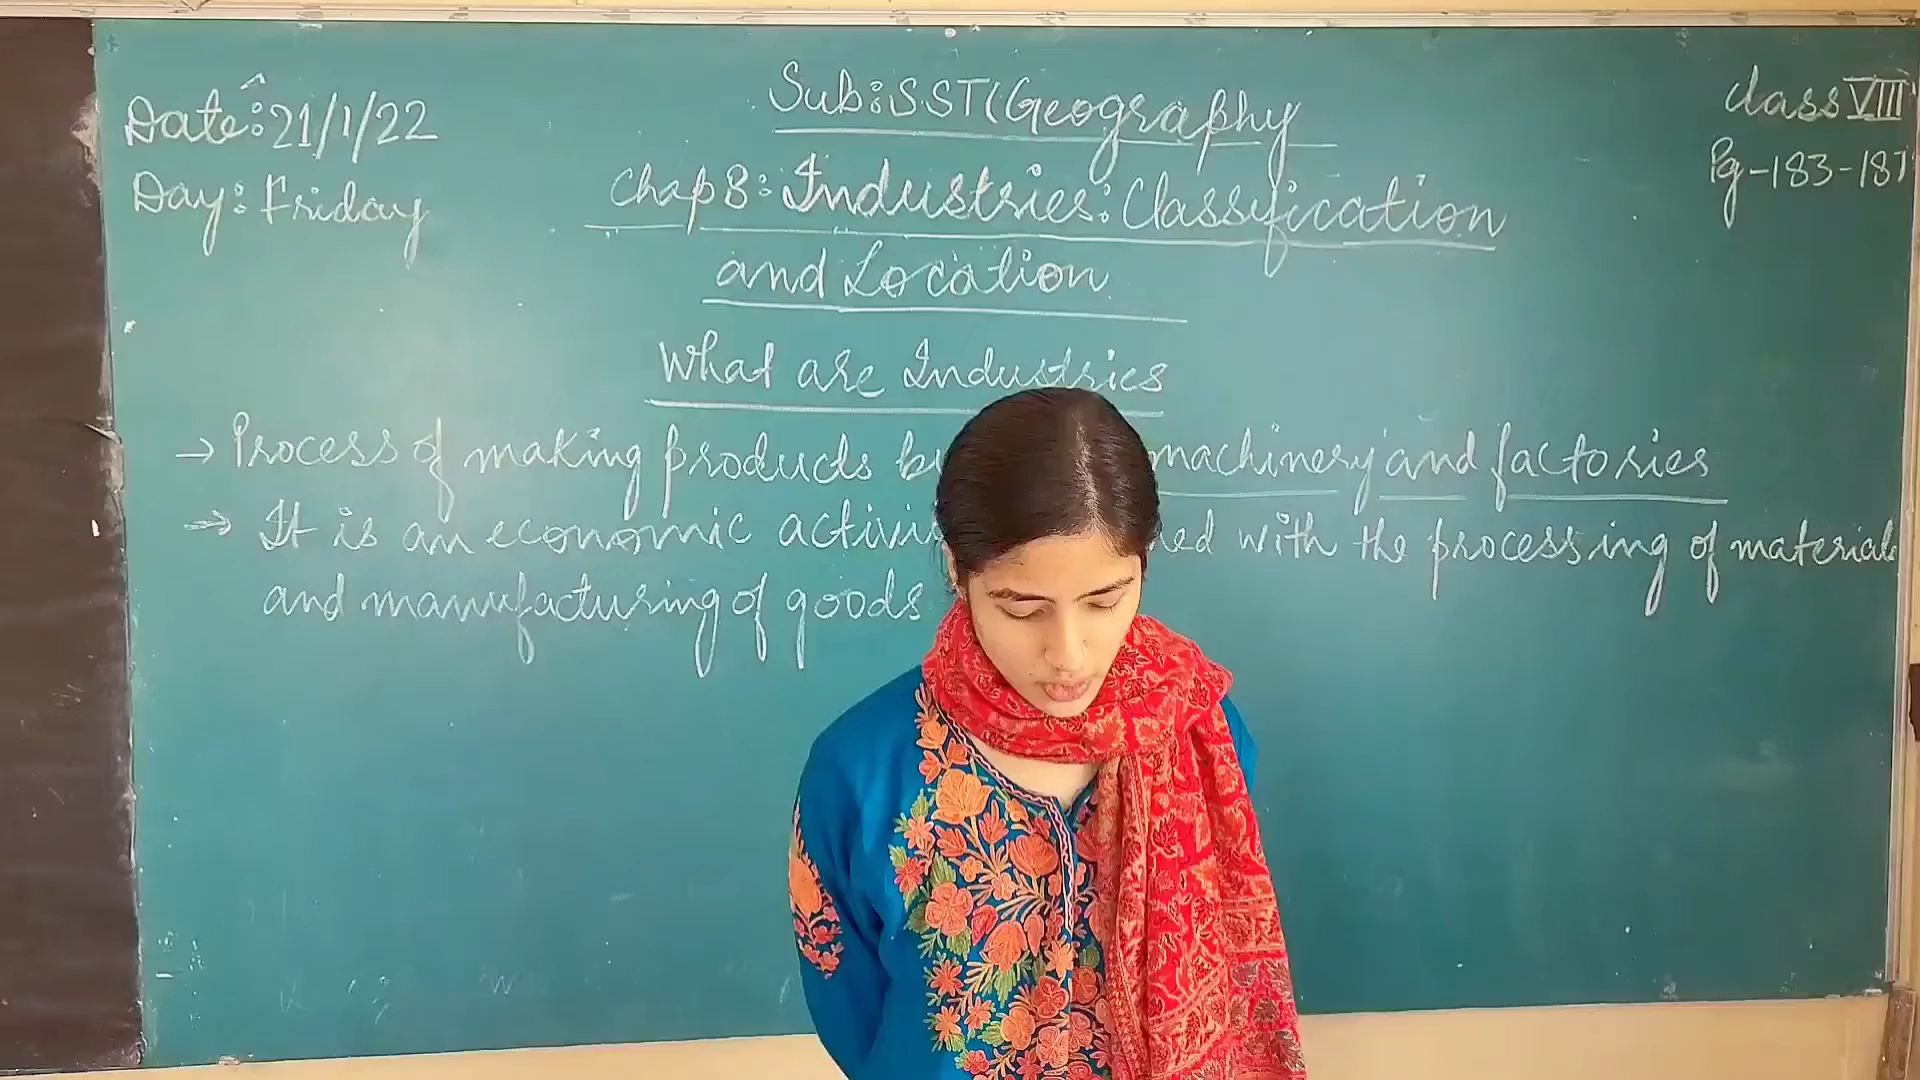 Date: 21/1/22
Day: Friday
Sub: SST (Geography
Class VIII
Pg-183-187
Chap 8: Industries: Classification
and Location
What are Industries
→ Process of making products machinery and factories
→ It is an economic with the processing of materials
and manufacturing of goods